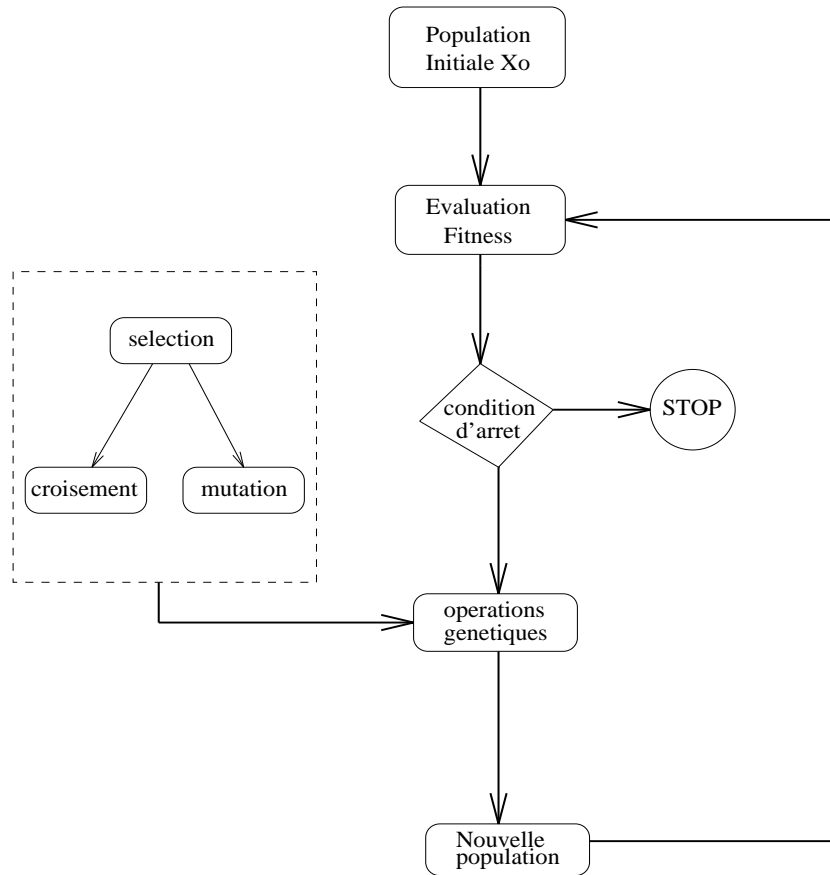 Population
Initiale Xo
Evaluation
Fitness
selection
condition
d'arret
STOP
croisement
mutation
operations
genetiques
Nouvelle
population